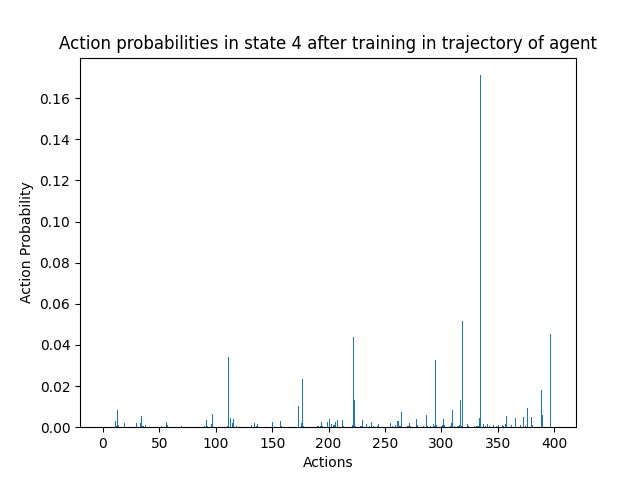 Action probabilities in state 4 after training in trajectory of agent
0.16
0.14
0.12
0.10
0.08
0.06
0.04
0.02
0.00
Action Probability
0 50 100 150 200 250 300 350 400
Actions